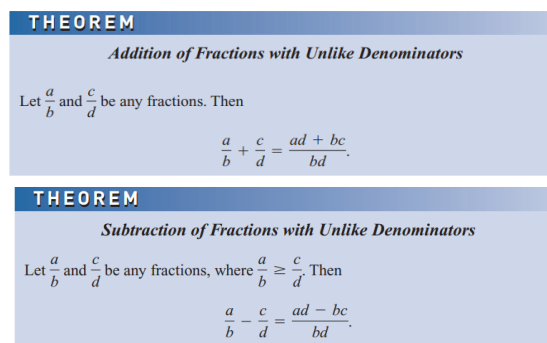 THEOREM
Addition of Fractions with Unlike Denominators
Let a/b and c/d be any fractions. Then
a/b + c/d = (ad + bc)/bd.
THEOREM
Subtraction of Fractions with Unlike Denominators
Let a/b and c/d be any fractions, where a/b ≥ c/d. Then
a/b − c/d = (ad − bc)/bd.